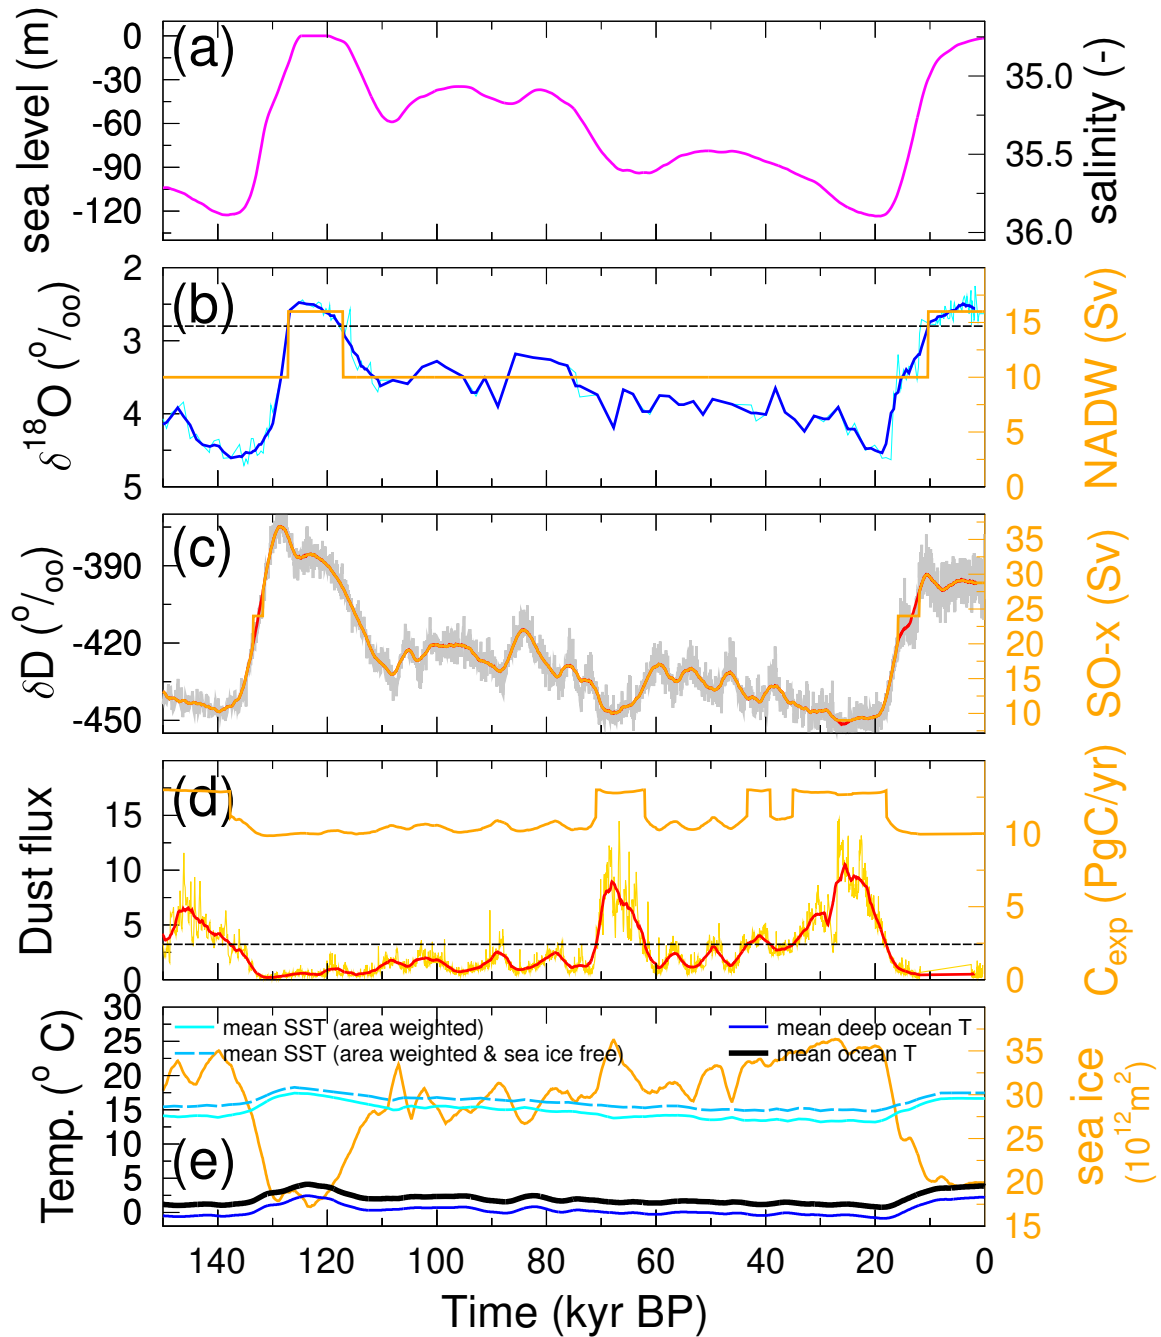 (a)
sea level (m)
0
-30
-60
-90
-120
salinity (-)
35.0
35.5
36.0
(b)
δ18O (o/oo)
2
3
4
5
NADW (Sv)
15
10
5
0
(c)
δD (o/oo)
-390
-420
-450
SO-x (Sv)
35
30
25
20
15
10
(d)
Dust flux
15
10
5
0
Cexp (PgC/yr)
10
5
0
(e)
Temp. (o C)
30
25
20
15
10
5
0
mean SST (area weighted)
mean SST (area weighted & sea ice free)
mean deep ocean T
mean ocean T
sea ice
(10^12 m^2)
35
30
25
20
15
140 120 100 80 60 40 20 0
Time (kyr BP)